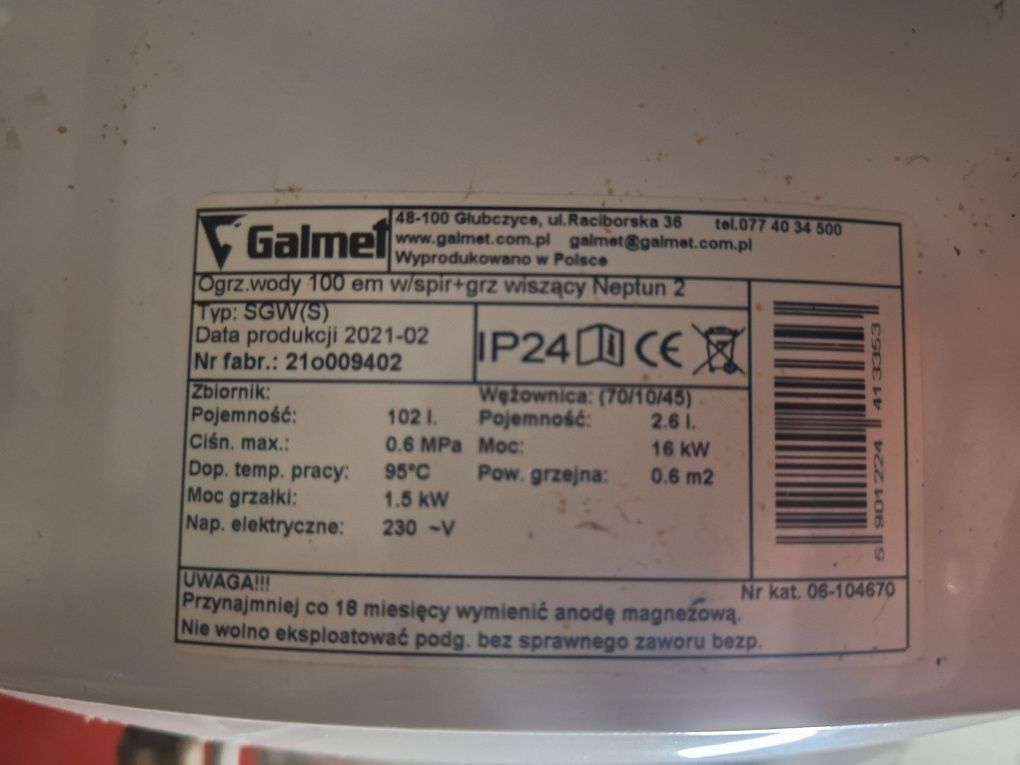 Galmet
48-100 Głubczyce, ul.Raciborska 36 tel.077 40 34 500
www.galmet.com.pl galmet@galmet.com.pl
Wyprodukowano w Polsce
Ogrz.wody 100 em w/spir+grz wiszący Neptun 2
Typ: SGW(S)
Data produkcji 2021-02
Nr fabr.: 21o009402
IP24 CE
Zbiornik:
Pojemność: 102 l.
Ciśn. max.: 0.6 MPa
Dop. temp. pracy: 95°C
Moc grzałki: 1.5 kW
Nap. elektryczne: 230 ~V
Wężownica: (70/10/45)
Pojemność: 2.6 l.
Moc: 16 kW
Pow. grzejna: 0.6 m2
5 901224 413353
Nr kat. 06-104670
UWAGA!!!
Przynajmniej co 18 miesięcy wymienić anodę magnezową.
Nie wolno eksploatować podg. bez sprawnego zaworu bezp.